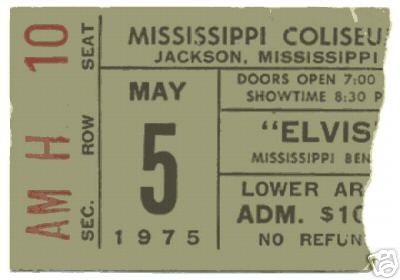 AM H 10
SEC. ROW SEAT
MISSISSIPPI COLISEU
JACKSON, MISSISSIPPI
MAY
5
1975
DOORS OPEN 7:00
SHOWTIME 8:30 P
"ELVIS
MISSISSIPPI BEN
LOWER AR
ADM. $10
NO REFUN